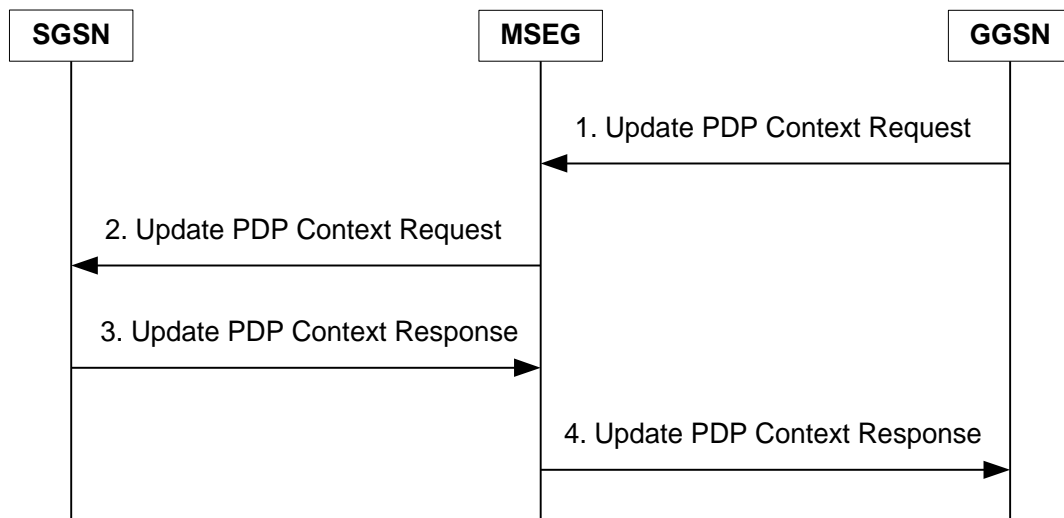 SGSN
MSEG
GGSN
1. Update PDP Context Request
2. Update PDP Context Request
3. Update PDP Context Response
4. Update PDP Context Response